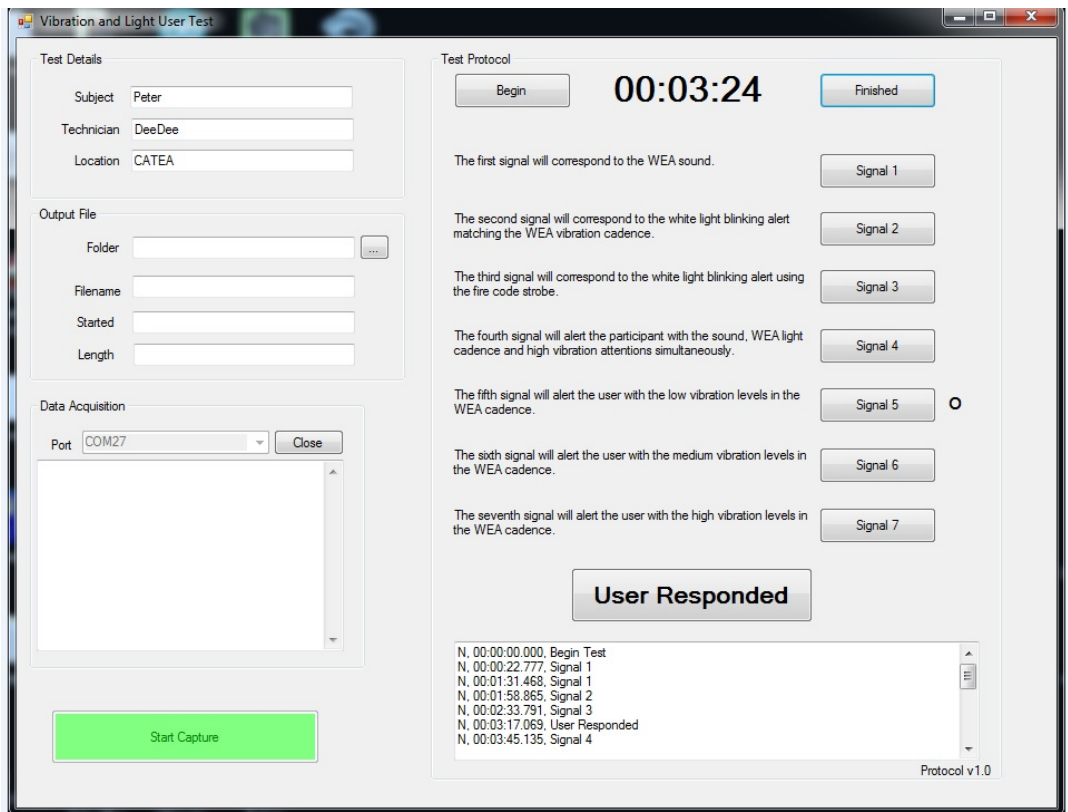 Vibration and Light User Test
Test Details
Subject Peter
Technician DeeDee
Location CATEA
Output File
Folder ...
Filename
Started
Length
Data Acquisition
Port COM27 Close
Start Capture
Test Protocol
Begin 00:03:24 Finished
The first signal will correspond to the WEA sound.
Signal 1
The second signal will correspond to the white light blinking alert
matching the WEA vibration cadence.
Signal 2
The third signal will correspond to the white light blinking alert using
the fire code strobe.
Signal 3
The fourth signal will alert the participant with the sound, WEA light
cadence and high vibration attentions simultaneously.
Signal 4
The fifth signal will alert the user with the low vibration levels in the
WEA cadence.
Signal 5 O
The sixth signal will alert the user with the medium vibration levels in
the WEA cadence.
Signal 6
The seventh signal will alert the user with the high vibration levels in
the WEA cadence.
Signal 7
User Responded
N, 00:00:00.000, Begin Test
N, 00:00:22.777, Signal 1
N, 00:01:31.468, Signal 1
N, 00:01:58.865, Signal 2
N, 00:02:33.791, Signal 3
N, 00:03:17.069, User Responded
N, 00:03:45.135, Signal 4
Protocol v1.0